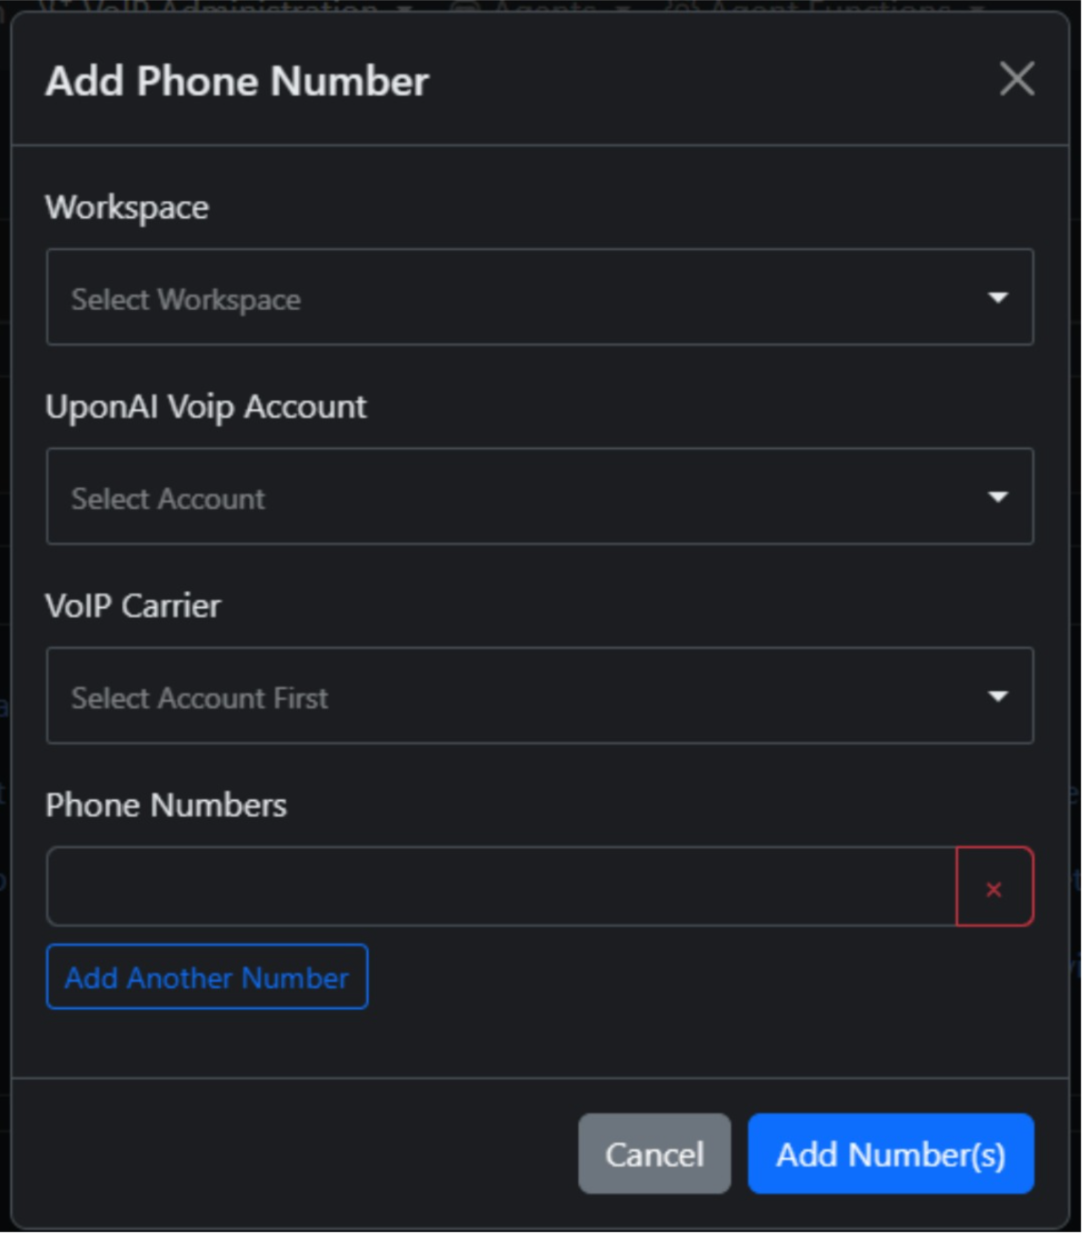 VoIP Administration Agents Agent Functions
Add Phone Number
Workspace
Select Workspace
UponAI Voip Account
Select Account
VoIP Carrier
Select Account First
Phone Numbers
×
Add Another Number
Cancel
Add Number(s)